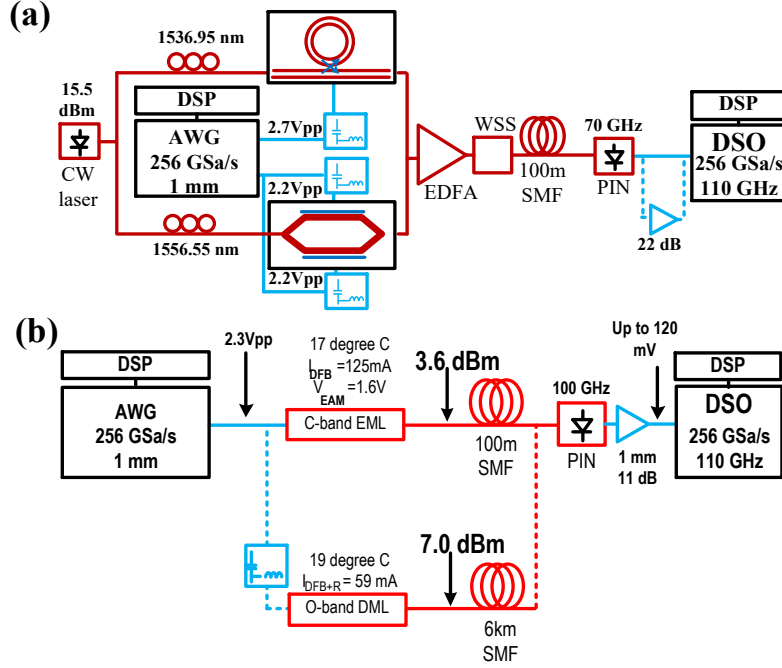 (a)
1536.95 nm
15.5
dBm
CW
laser
DSP
AWG
256 GSa/s
1 mm
2.7Vpp
2.2Vpp
2.2Vpp
1556.55 nm
EDFA
WSS
100m
SMF
70 GHz
PIN
22 dB
DSP
DSO
256 GSa/s
110 GHz
(b)
DSP
AWG
256 GSa/s
1 mm
2.3Vpp
17 degree C
I_DFB =125mA
V_EAM =1.6V
C-band EML
3.6 dBm
100m
SMF
19 degree C
I_DFB+R = 59 mA
O-band DML
7.0 dBm
6km
SMF
100 GHz
PIN
1 mm
11 dB
Up to 120
mV
DSP
DSO
256 GSa/s
110 GHz